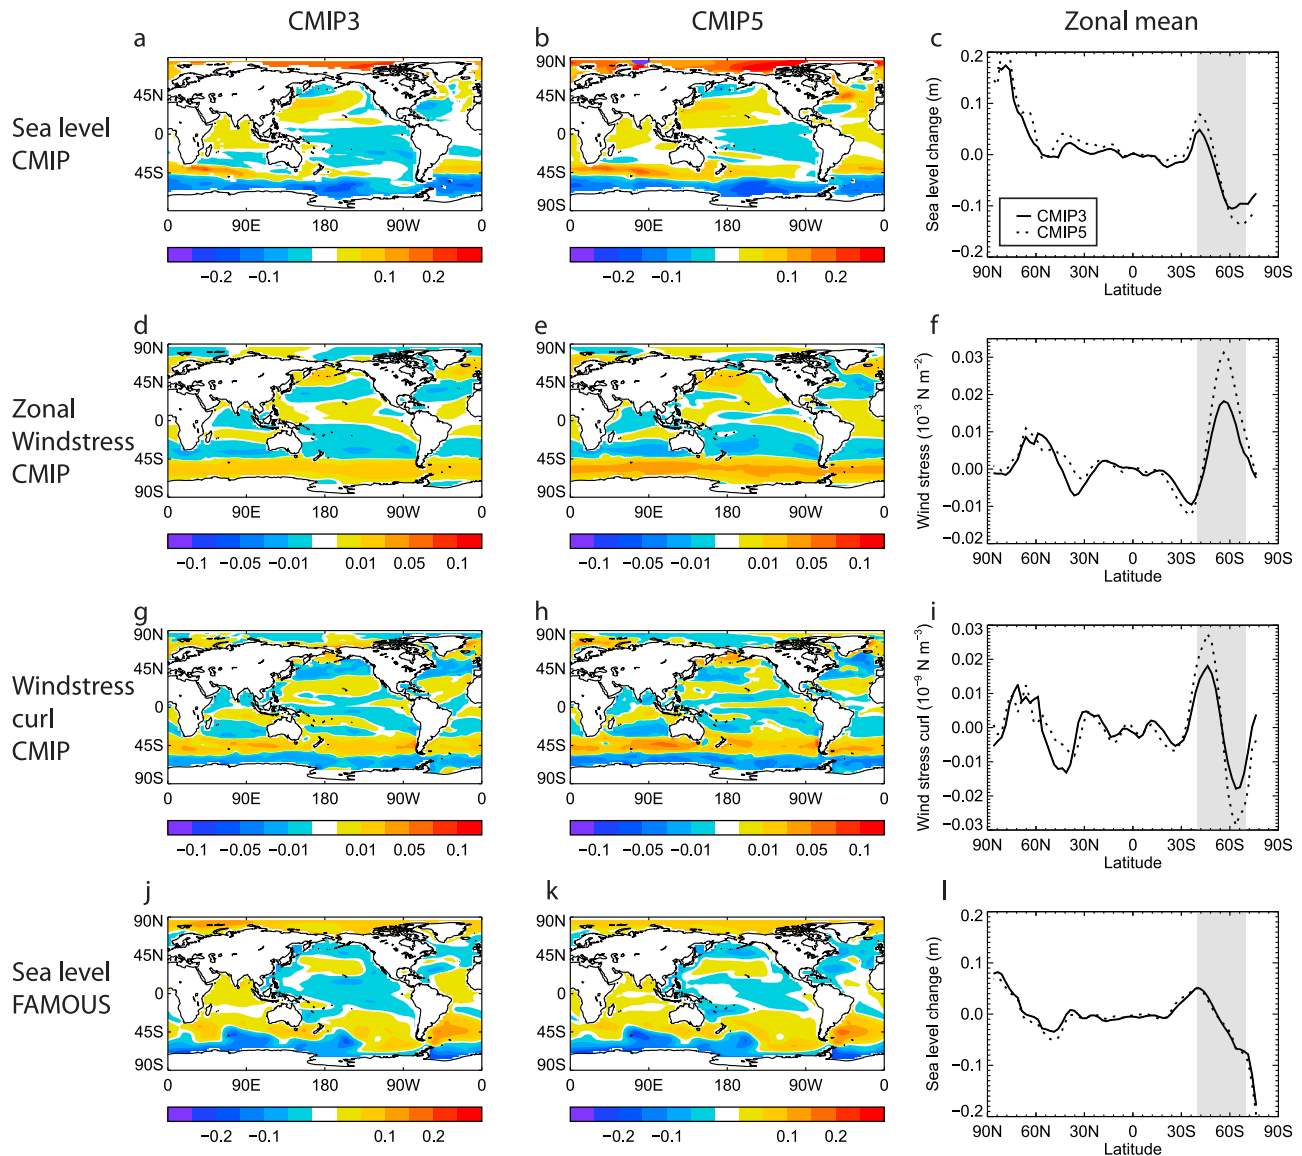 CMIP3 CMIP5 Zonal mean
a b c
Sea level
CMIP
90N 45N 0 45S 90S
0 90E 180 90W 0
−0.2 −0.1 0.1 0.2
90N 45N 0 45S 90S
0 90E 180 90W 0
−0.2 −0.1 0.1 0.2
Sea level change (m)
0.2 0.1 0.0 −0.1 −0.2
CMIP3
CMIP5
90N 60N 30N 0 30S 60S 90S
Latitude
d e f
Zonal
Windstress
CMIP
90N 45N 0 45S 90S
0 90E 180 90W 0
−0.1 −0.05 −0.01 0.01 0.05 0.1
90N 45N 0 45S 90S
0 90E 180 90W 0
−0.1 −0.05 −0.01 0.01 0.05 0.1
Wind stress (10⁻³ N m⁻²)
0.03 0.02 0.01 0.00 −0.01 −0.02
90N 60N 30N 0 30S 60S 90S
Latitude
g h i
Windstress
curl
CMIP
90N 45N 0 45S 90S
0 90E 180 90W 0
−0.1 −0.05 −0.01 0.01 0.05 0.1
90N 45N 0 45S 90S
0 90E 180 90W 0
−0.1 −0.05 −0.01 0.01 0.05 0.1
Wind stress curl (10⁻⁹ N m⁻³)
0.03 0.02 0.01 0.00 −0.01 −0.02 −0.03
90N 60N 30N 0 30S 60S 90S
Latitude
j k l
Sea level
FAMOUS
90N 45N 0 45S 90S
0 90E 180 90W 0
−0.2 −0.1 0.1 0.2
90N 45N 0 45S 90S
0 90E 180 90W 0
−0.2 −0.1 0.1 0.2
Sea level change (m)
0.2 0.1 0.0 −0.1 −0.2
90N 60N 30N 0 30S 60S 90S
Latitude